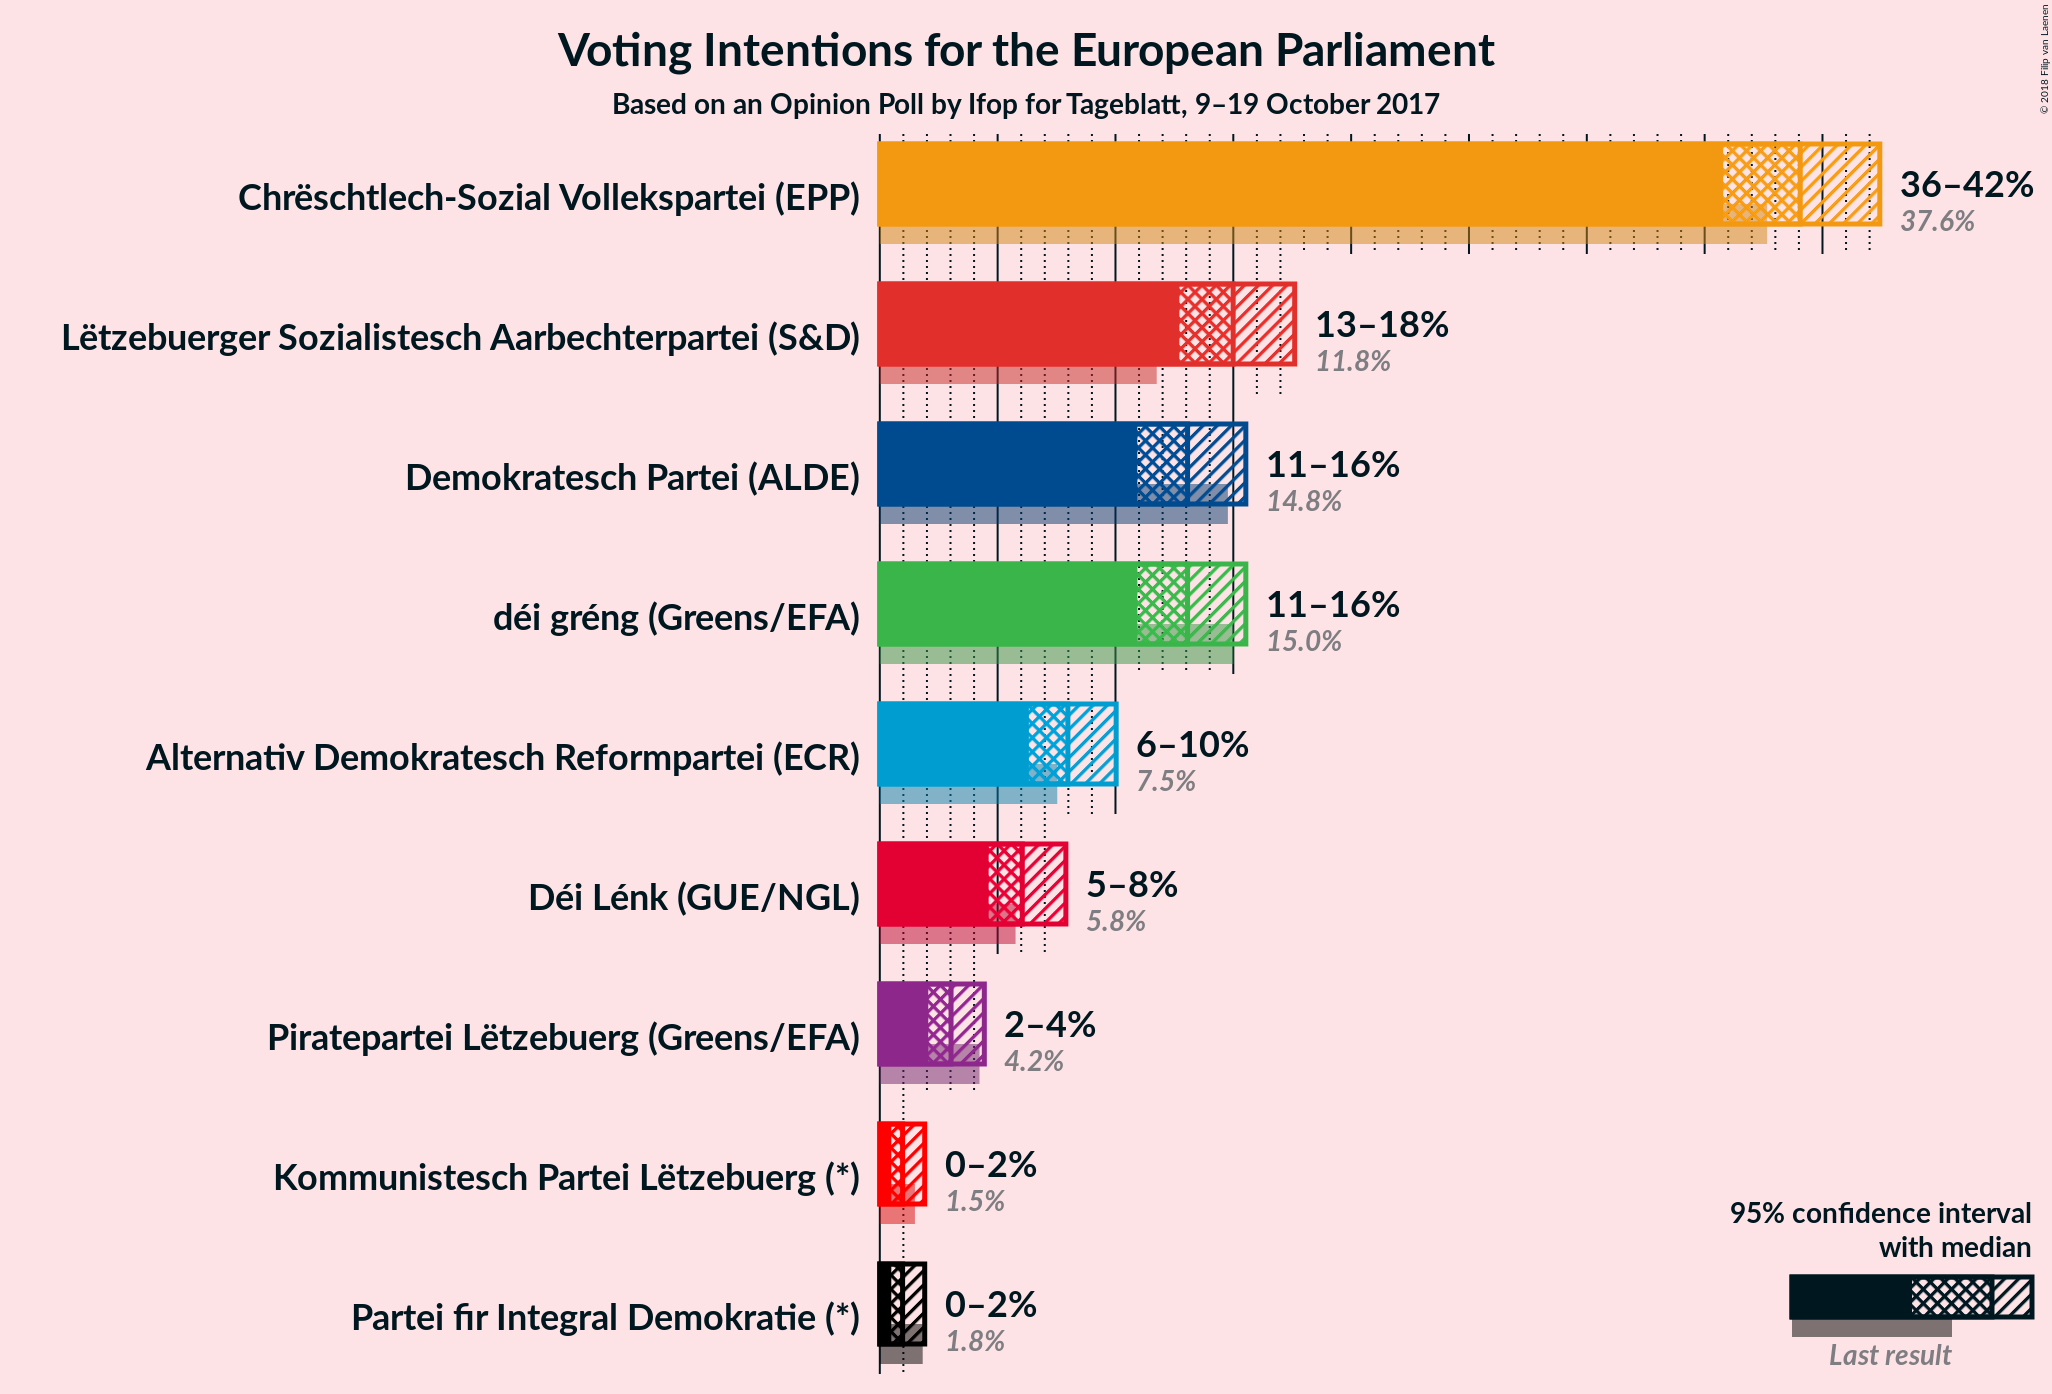 Voting Intentions for the European Parliament
Based on an Opinion Poll by Ifop for Tageblatt, 9–19 October 2017
© 2018 Filip van Laenen
Chrëschtlech-Sozial Vollekspartei (EPP)
36–42%
37.6%
Lëtzebuerger Sozialistesch Aarbechterpartei (S&D)
13–18%
11.8%
Demokratesch Partei (ALDE)
11–16%
14.8%
déi gréng (Greens/EFA)
11–16%
15.0%
Alternativ Demokratesch Reformpartei (ECR)
6–10%
7.5%
Déi Lénk (GUE/NGL)
5–8%
5.8%
Piratepartei Lëtzebuerg (Greens/EFA)
2–4%
4.2%
Kommunistesch Partei Lëtzebuerg (*)
0–2%
1.5%
Partei fir Integral Demokratie (*)
0–2%
1.8%
95% confidence interval
with median
Last result